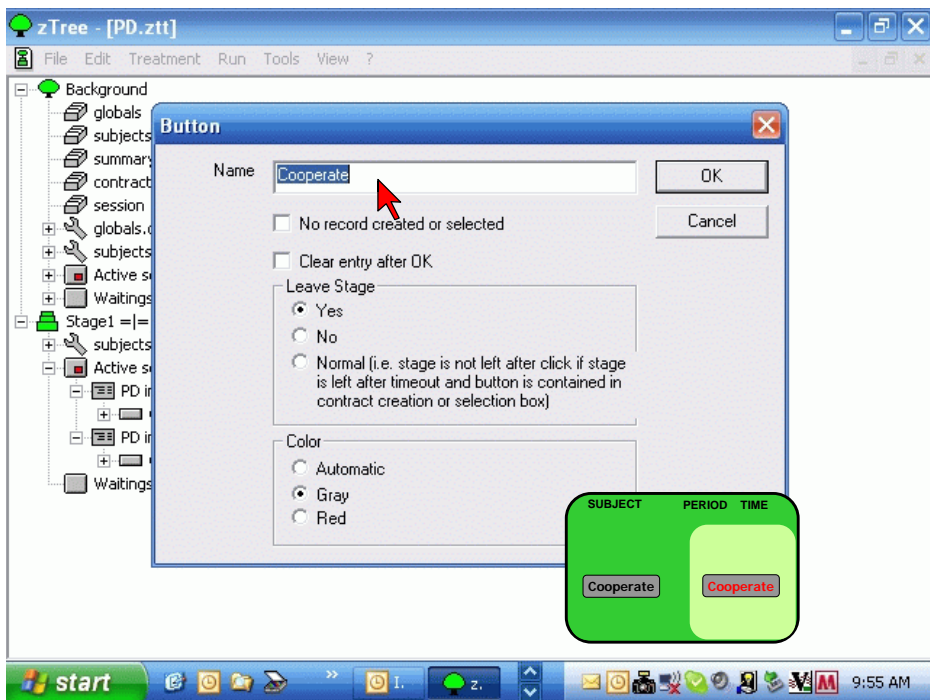 zTree - [PD.ztt]
File Edit Treatment Run Tools View ?
Background
globals
subjects
summary
contract
session
globals.
subjects
Active s
Waitings
Stage1 =|=
subjects
Active s
PD i
PD i
Waitings
Button
Name
Cooperate
OK
Cancel
No record created or selected
Clear entry after OK
Leave Stage
Yes
No
Normal (i.e. stage is not left after click if stage
is left after timeout and button is contained in
contract creation or selection box)
Color
Automatic
Gray
Red
SUBJECT PERIOD TIME
Cooperate Cooperate
start
I.
z.
9:55 AM